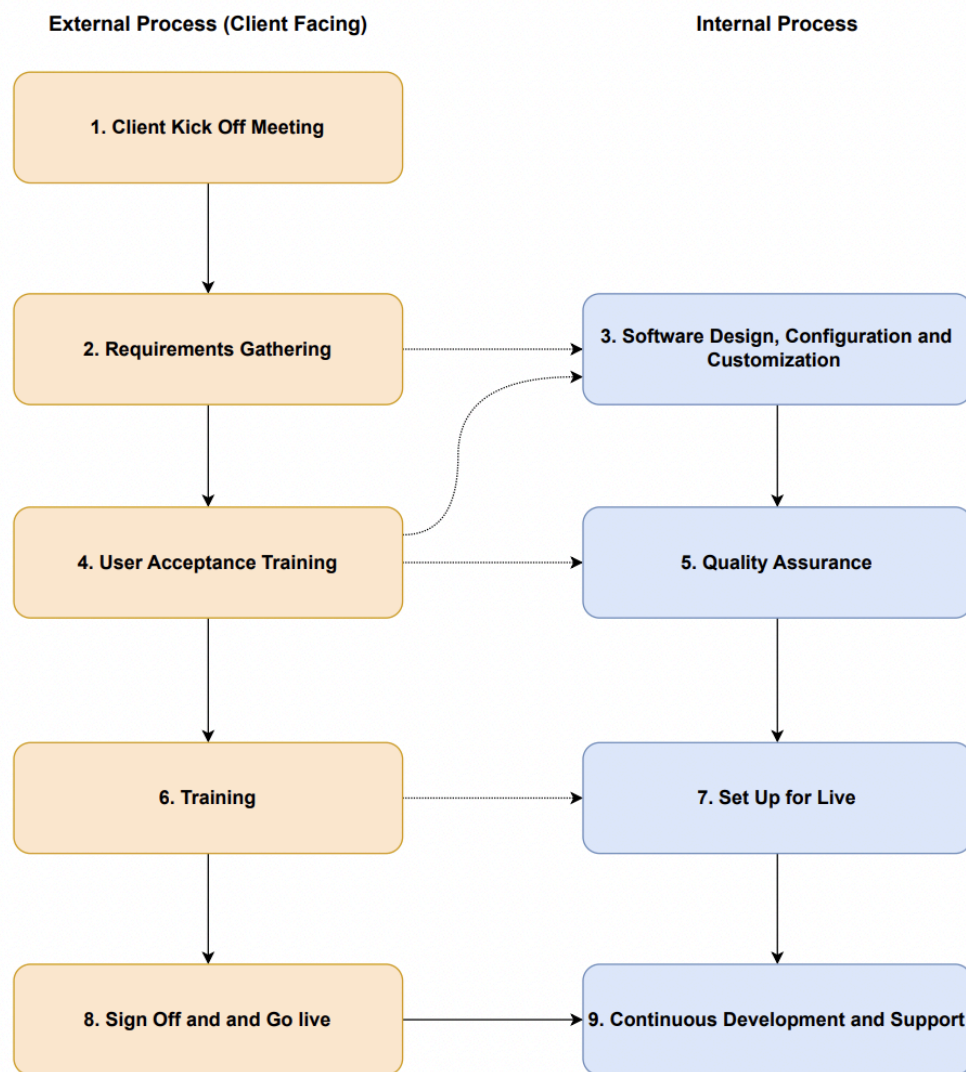 External Process (Client Facing)
Internal Process
1. Client Kick Off Meeting
2. Requirements Gathering
3. Software Design, Configuration and
Customization
4. User Acceptance Training
5. Quality Assurance
6. Training
7. Set Up for Live
8. Sign Off and and Go live
9. Continuous Development and Support